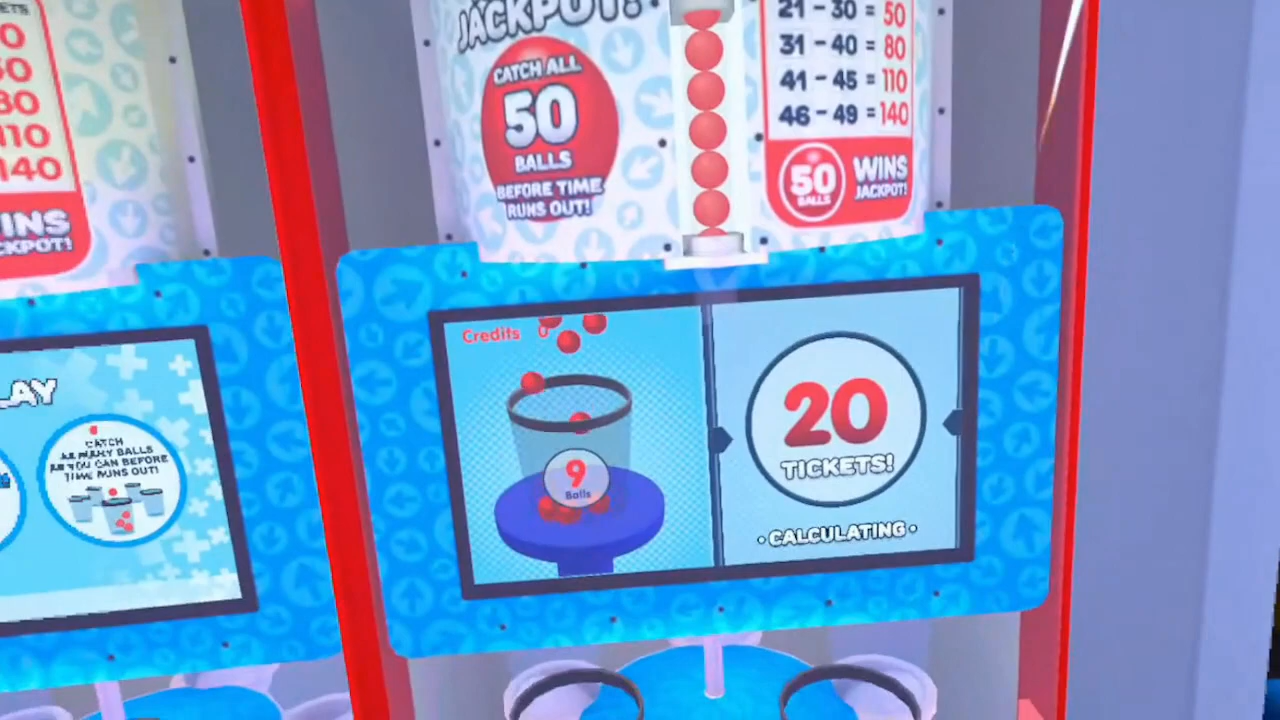 ETS
0
50
80
110
140
WINS
JACKPOT!
LAY
CATCH
AS MANY BALLS
AS YOU CAN BEFORE
TIME RUNS OUT!
JACKPOT!
CATCH ALL
50
BALLS
BEFORE TIME
RUNS OUT!
21 - 30 = 50
31 - 40 = 80
41 - 45 = 110
46 - 49 = 140
50
BALLS
WINS
JACKPOT!
Credits 0
9
Balls
20
TICKETS!
• CALCULATING •